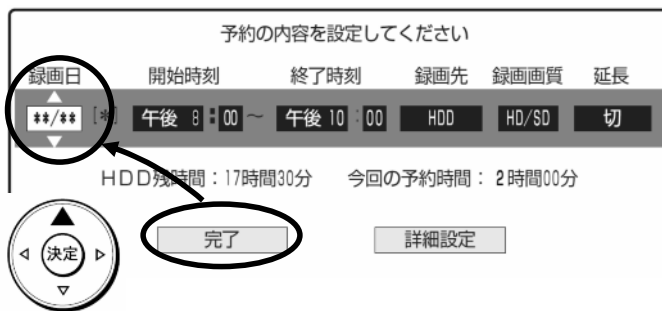 予約の内容を設定してください
録画日 開始時刻 終了時刻 録画先 録画画質 延長
**/** [*] 午後 8:00 ～ 午後 10:00 HDD HD/SD 切
HDD残時間：17時間30分 今回の予約時間： 2時間00分
完了 詳細設定
決定